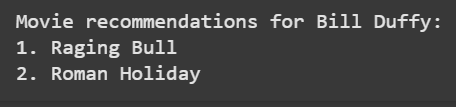 Movie recommendations for Bill Duffy:
1. Raging Bull
2. Roman Holiday